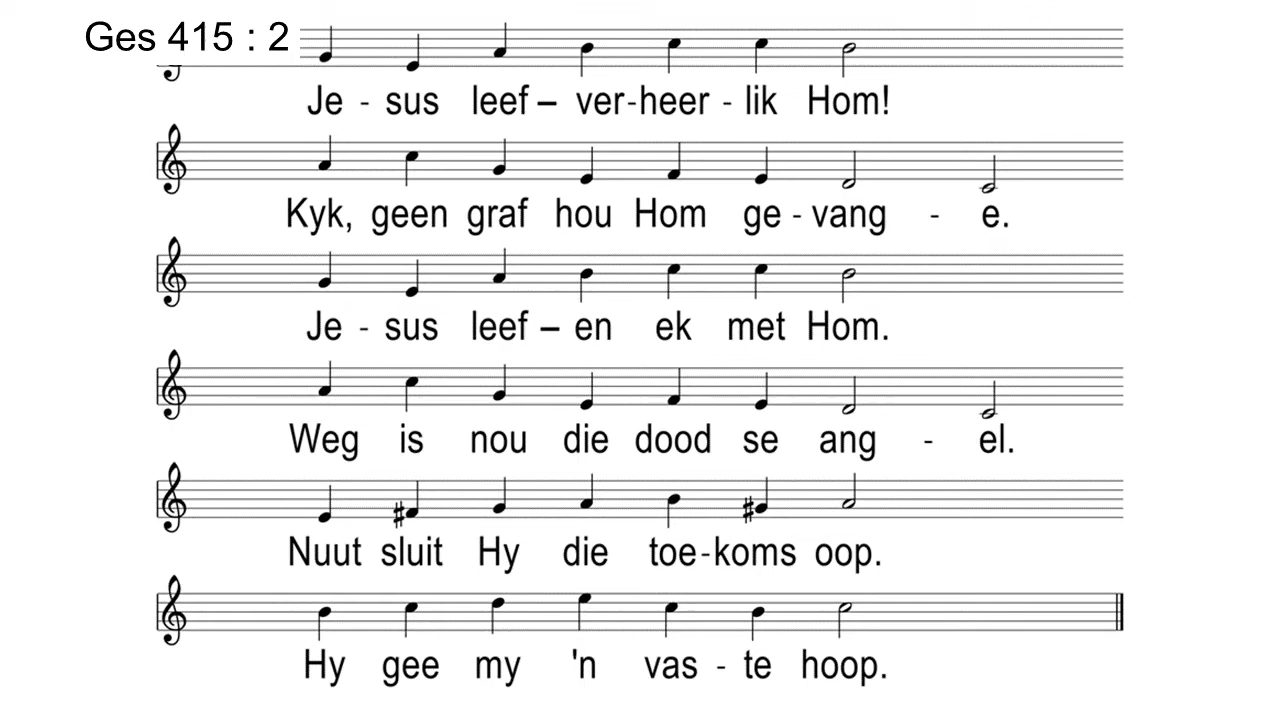 Ges 415 : 2
Je - sus leef – ver-heer - lik Hom!
Kyk, geen graf hou Hom ge - vang - e.
Je - sus leef – en ek met Hom.
Weg is nou die dood se ang - el.
Nuut sluit Hy die toe-koms oop.
Hy gee my 'n vas - te hoop.